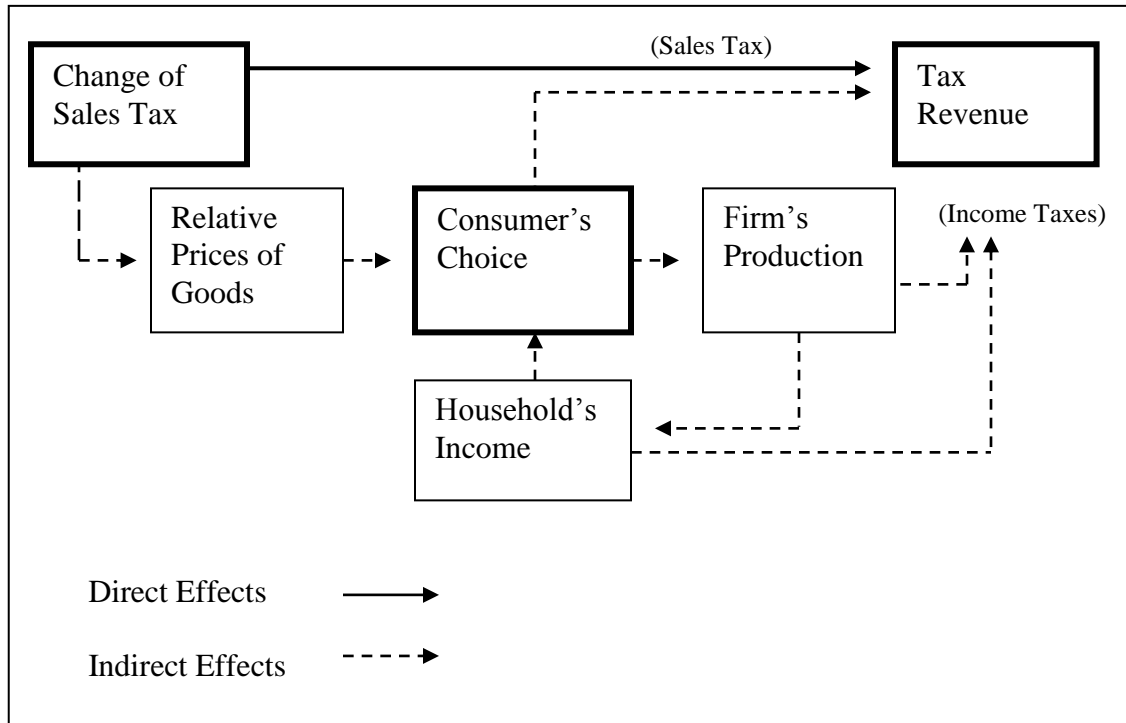 (Sales Tax)
Change of
Sales Tax
Tax
Revenue
Relative
Prices of
Goods
Consumer’s
Choice
Firm’s
Production
(Income Taxes)
Household’s
Income
Direct Effects
Indirect Effects